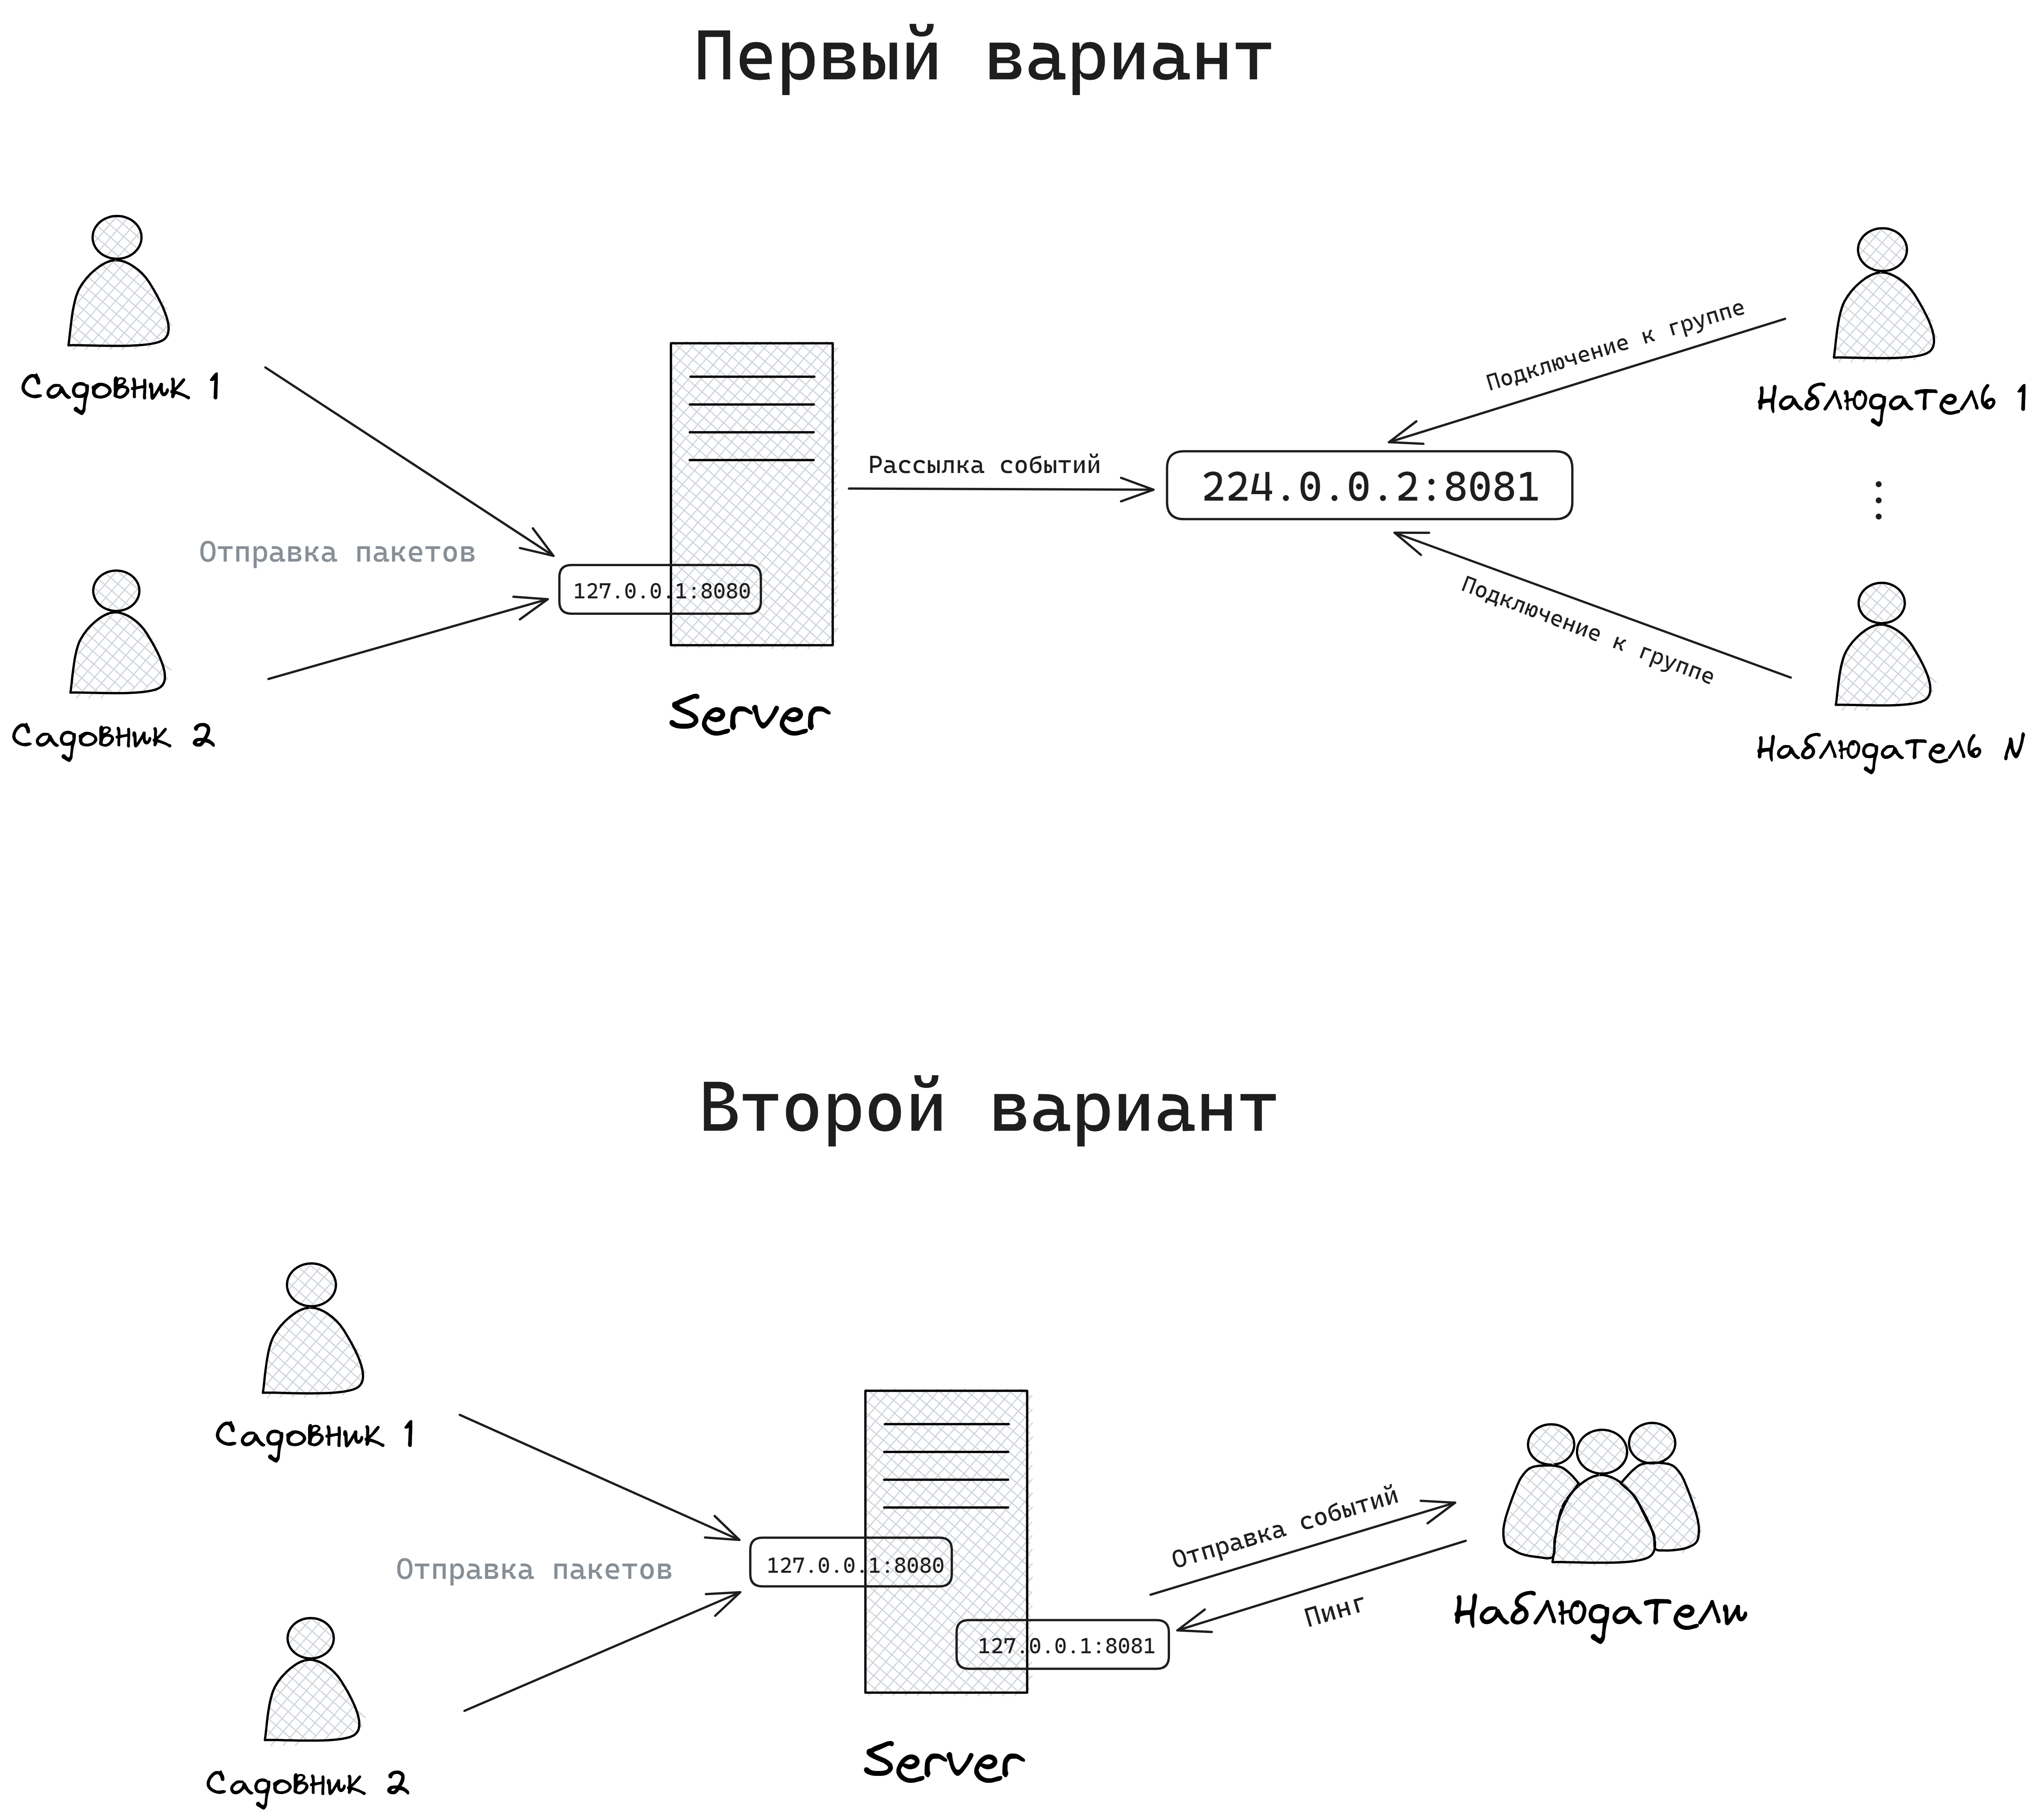 Первый вариант
Садовник 1
Наблюдатель 1
Подключение к группе
Рассылка событий
224.0.0.2:8081
Отправка пакетов
127.0.0.1:8080
Подключение к группе
Server
Садовник 2
Наблюдатель N
Второй вариант
Садовник 1
Отправка событий
Отправка пакетов
127.0.0.1:8080
Пинг
Наблюдатели
127.0.0.1:8081
Server
Садовник 2